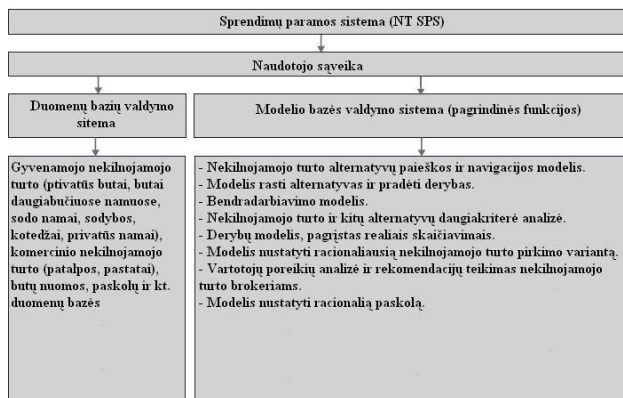 Sprendimų paramos sistema (NT SPS)
Naudotojo sąveika
Duomenų bazių valdymo
sitema
Modelio bazės valdymo sistema (pagrindinės funkcijos)
Gyvenamojo nekilnojamojo
turto (ptivatūs butai, butai
daugiabučiuose namuose,
sodo namai, sodybos,
kotedžai, privatūs namai),
komercinio nekilnojamojo
turto (patalpos, pastatai),
butų nuomos, paskolų ir kt.
duomenų bazės
- Nekilnojamojo turto alternatyvų paieškos ir navigacijos modelis.
- Modelis rasti alternatyvas ir pradėti derybas.
- Bendradarbiavimo modelis.
- Nekilnojamojo turto ir kitų alternatyvų daugiakriterė analizė.
- Derybų modelis, pagrįstas realiais skaičiavimais.
- Modelis nustatyti racionaliausią nekilnojamojo turto pirkimo variantą.
- Vartotojų poreikių analizė ir rekomendacijų teikimas nekilnojamojo
turto brokeriams.
- Modelis nustatyti racionalią paskolą.